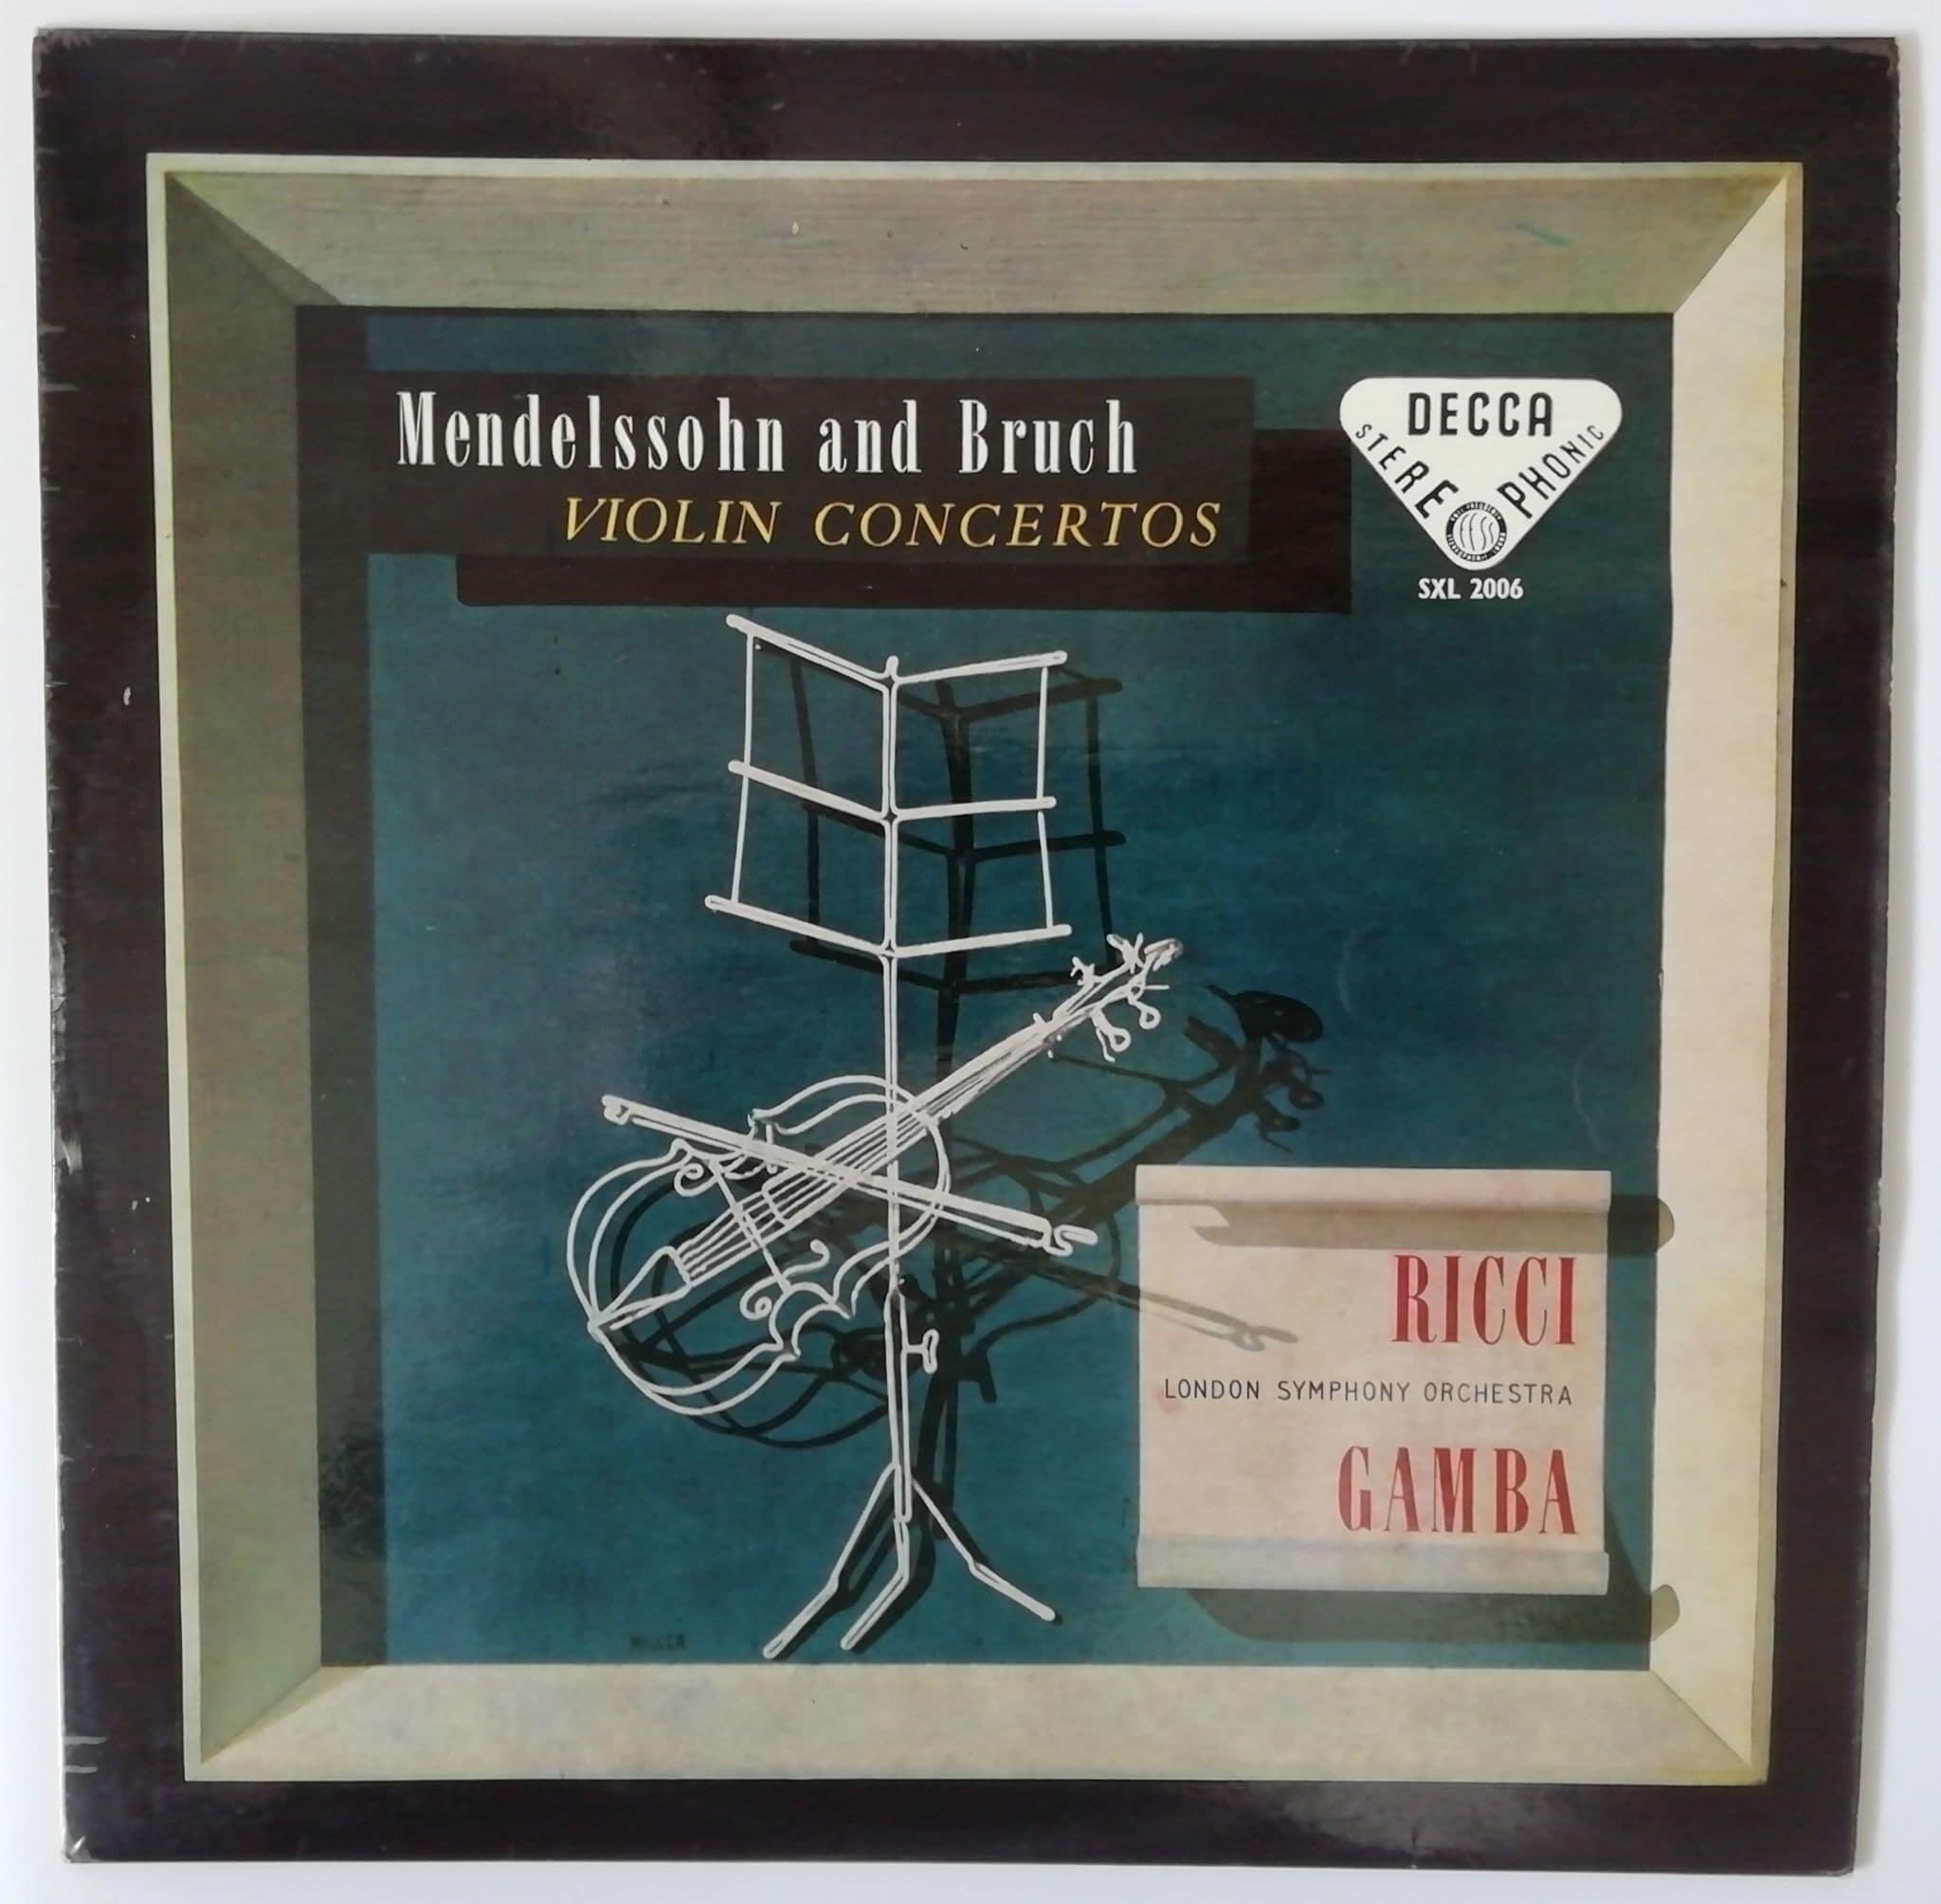 Mendelssohn and Bruch
VIOLIN CONCERTOS
DECCA
STEREOPHONIC
SXL 2006
RICCI
LONDON SYMPHONY ORCHESTRA
GAMBA